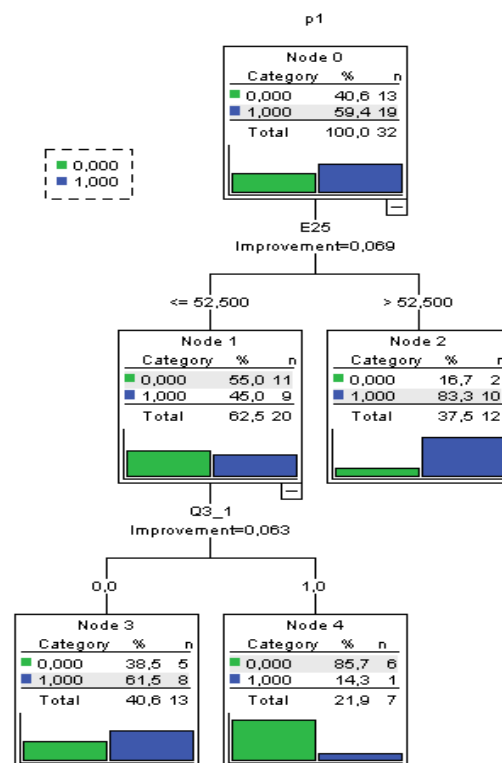 p1
Node 0
Category % n
0,000 40,6 13
1,000 59,4 19
Total 100,0 32
0,000
1,000
E25
Improvement=0,069
<= 52,500 > 52,500
Node 1
Category % n
0,000 55,0 11
1,000 45,0 9
Total 62,5 20
Node 2
Category % n
0,000 16,7 2
1,000 83,3 10
Total 37,5 12
Q3_1
Improvement=0,063
0,0 1,0
Node 3
Category % n
0,000 38,5 5
1,000 61,5 8
Total 40,6 13
Node 4
Category % n
0,000 85,7 6
1,000 14,3 1
Total 21,9 7